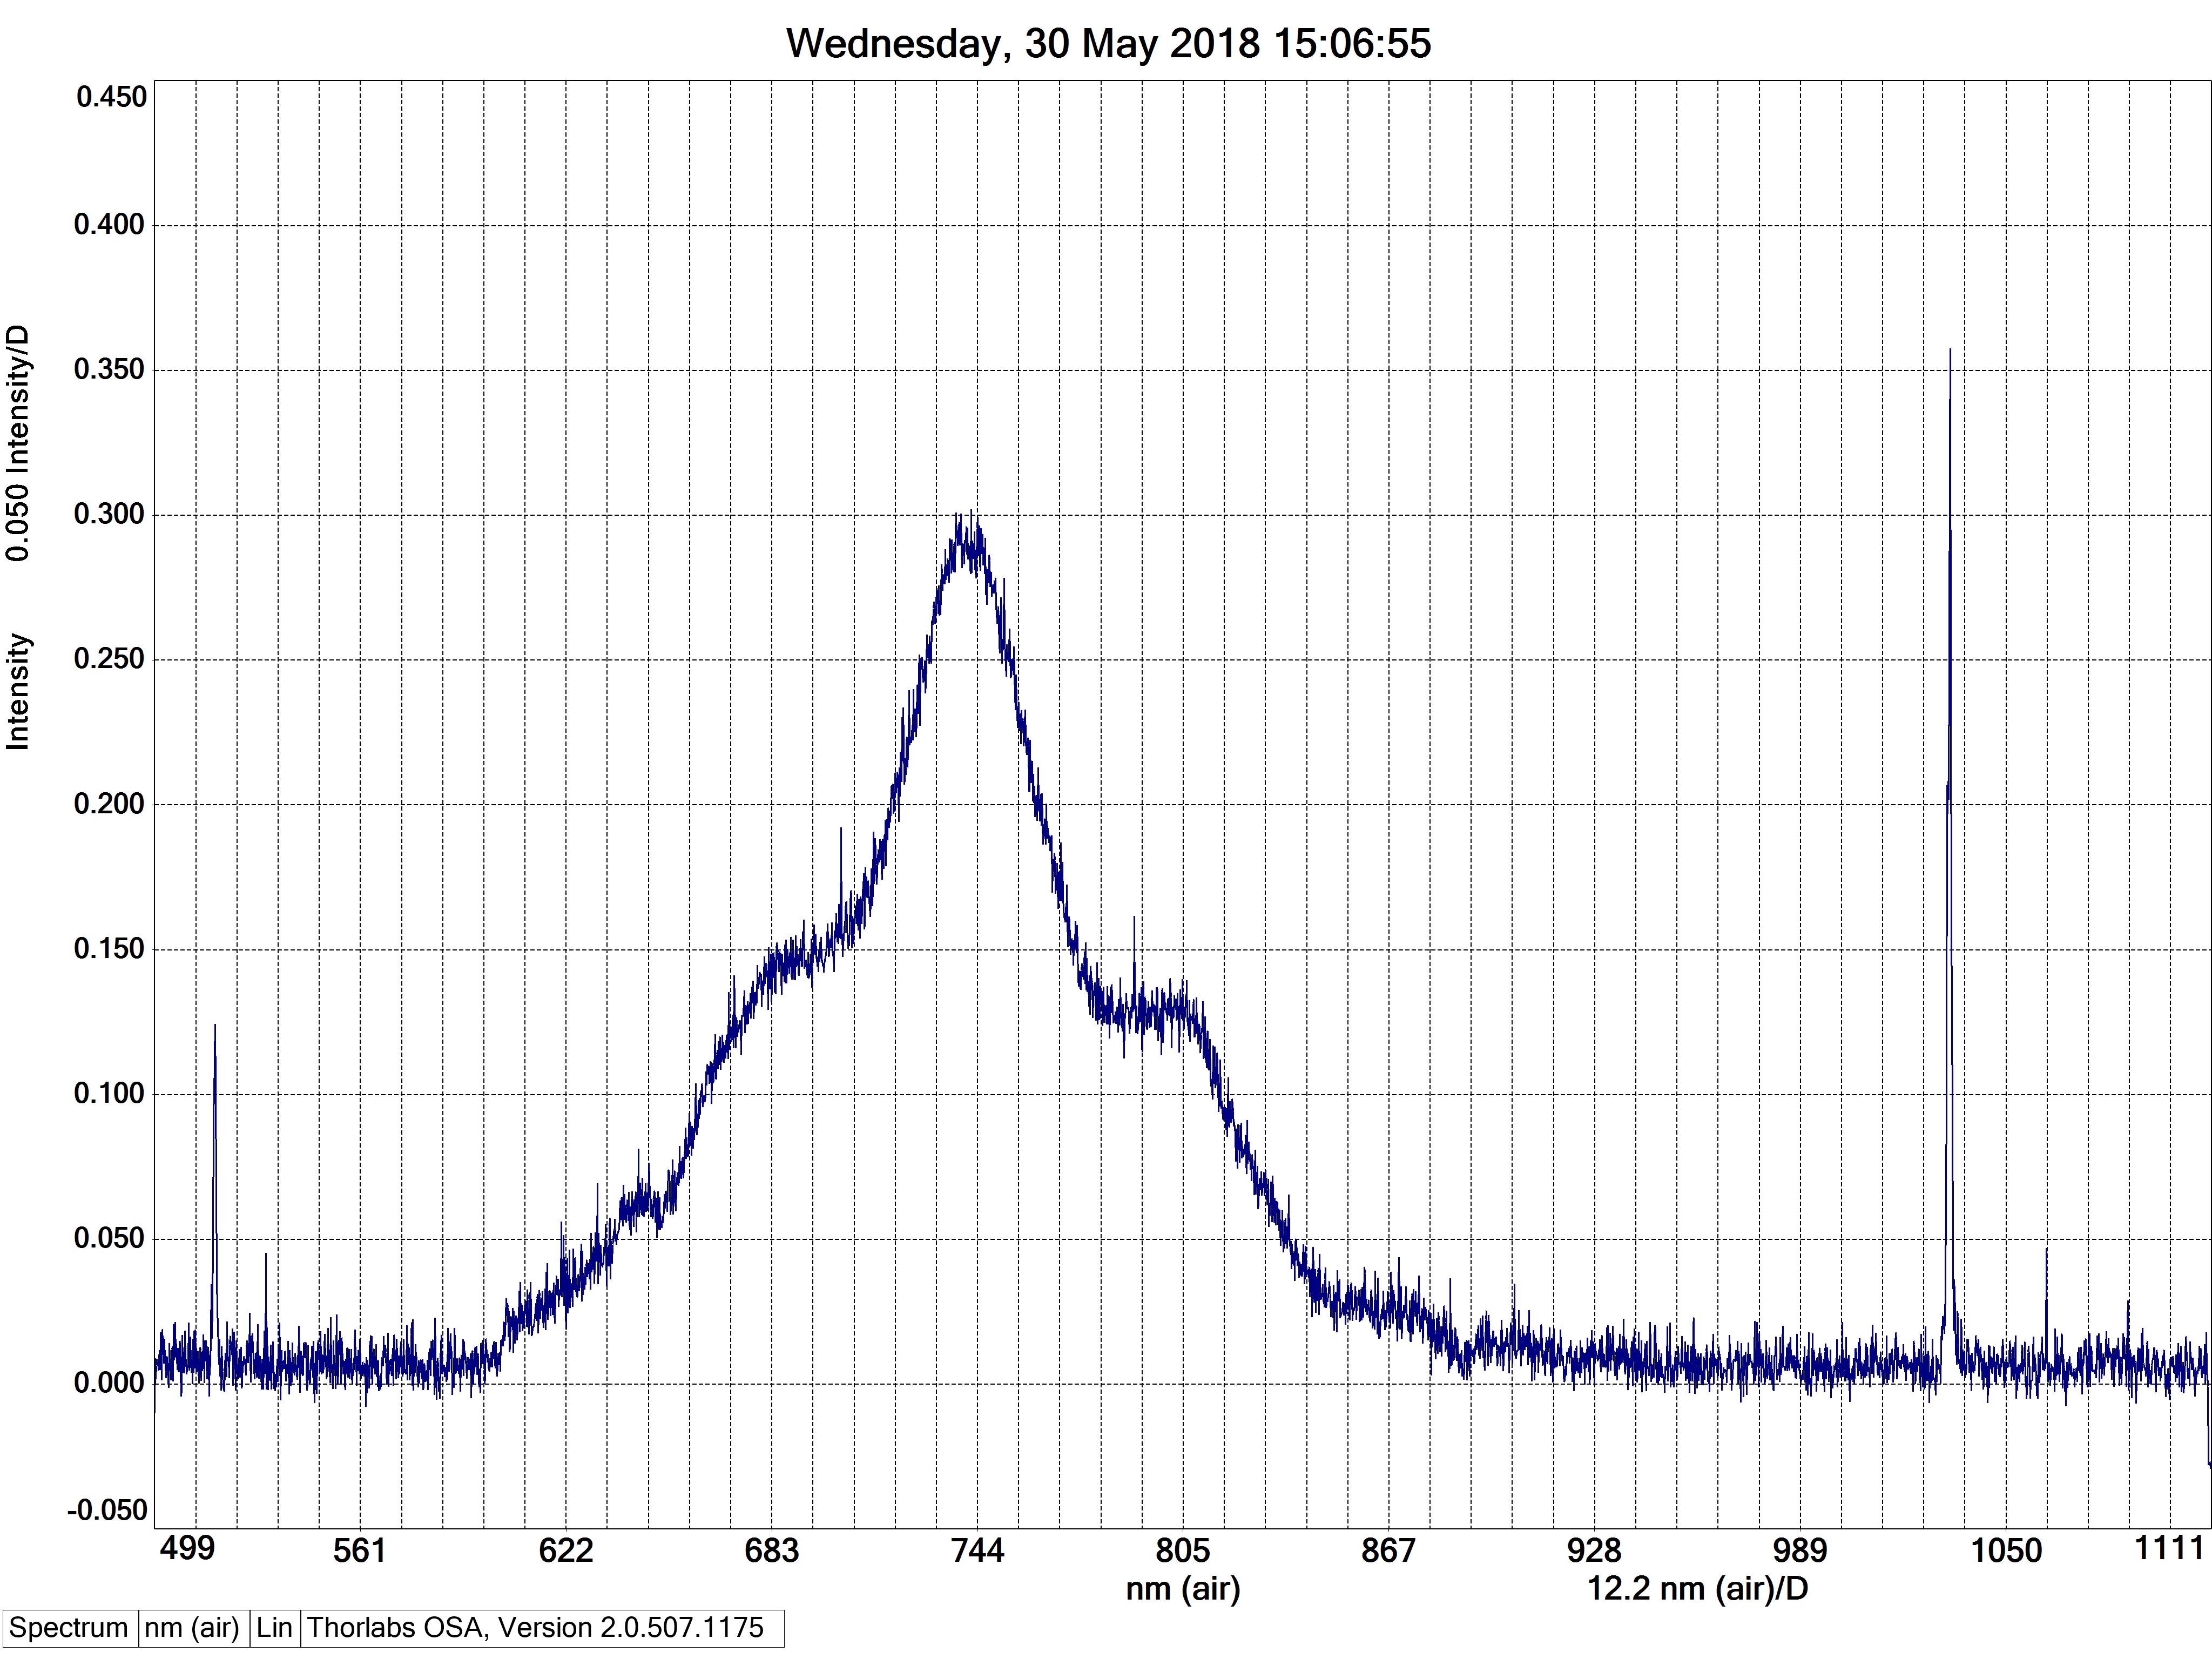 Wednesday, 30 May 2018 15:06:55
0.450
0.400
0.350
0.300
0.250
0.200
0.150
0.100
0.050
0.000
-0.050
Intensity 0.050 Intensity/D
499 561 622 683 744 805 867 928 989 1050 1111
nm (air) 12.2 nm (air)/D
Spectrum nm (air) Lin Thorlabs OSA, Version 2.0.507.1175